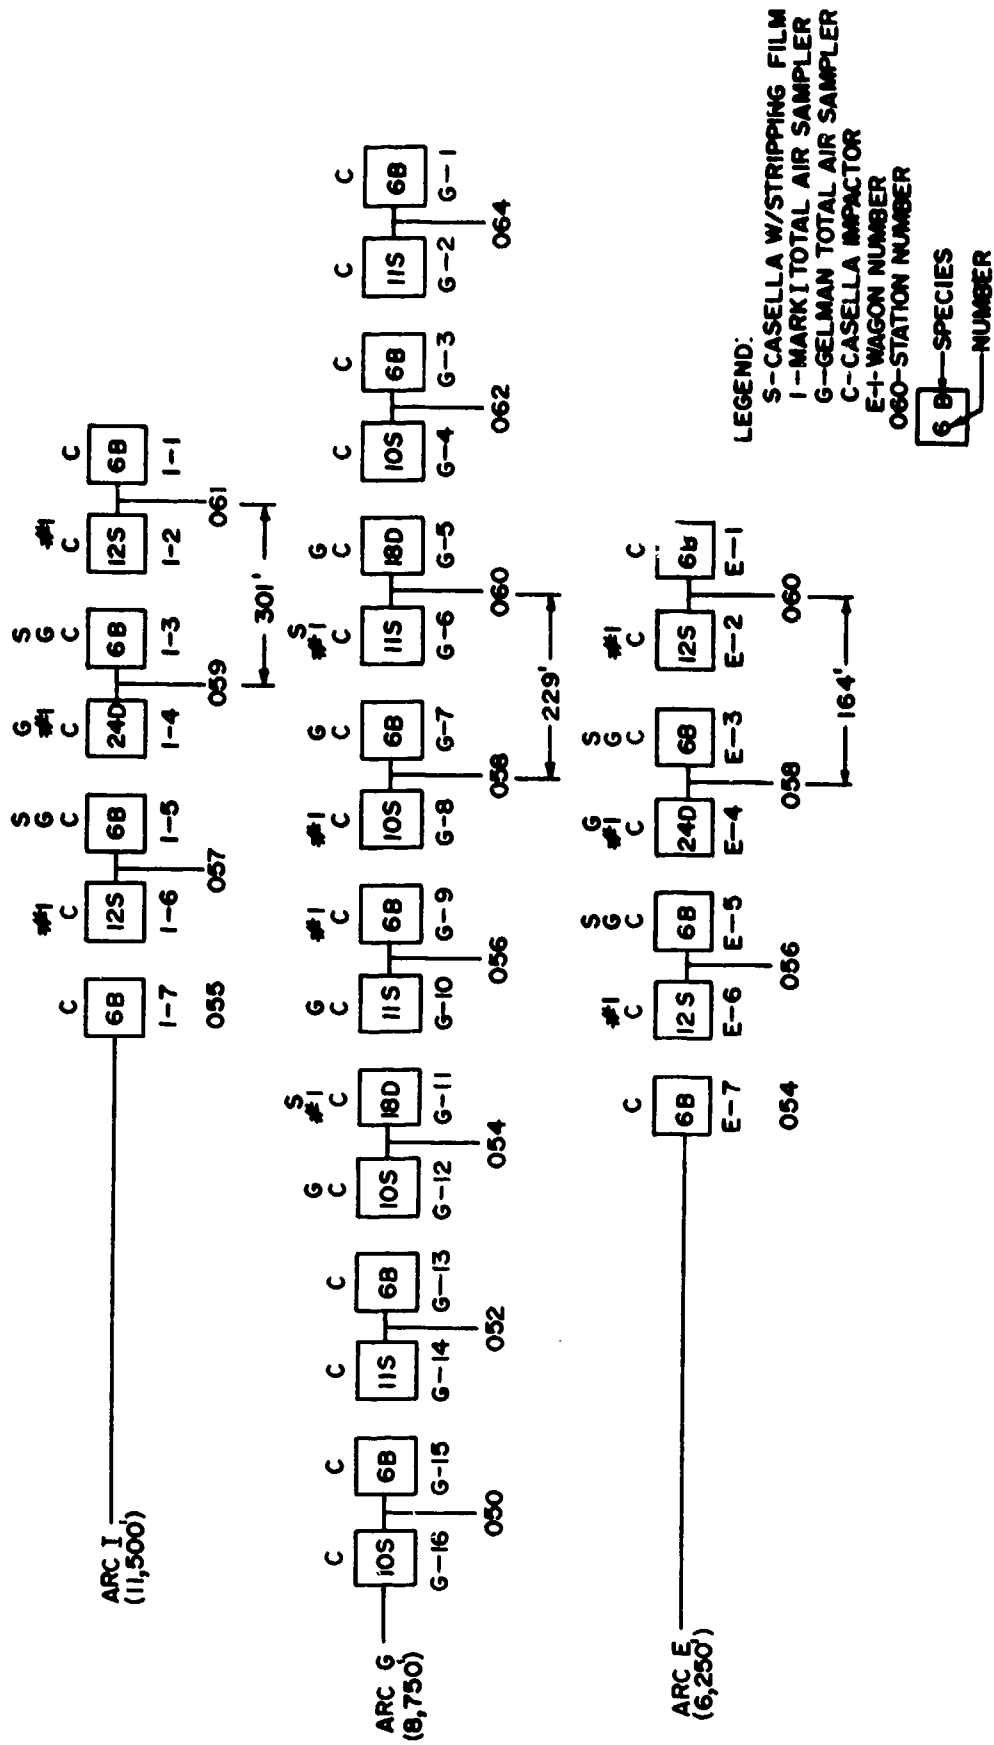 S G S
#1 G #1 G #1
C C C C C C C
ARC I
(11,500')
6B 12S 6B 24D 6B 12S 6B
I-7 I-6 I-5 I-4 I-3 I-2 I-1
055 057 059 061
301'
S S
G #1 G #1 #1 G #1 G
C C C C C C C C C C C C C C C C
ARC G
(8,750')
10S 6B 11S 6B 10S 18D 11S 6B 10S 6B 11S 18D 10S 6B 11S 6B
G-16 G-15 G-14 G-13 G-12 G-11 G-10 G-9 G-8 G-7 G-6 G-5 G-4 G-3 G-2 G-1
050 052 054 056 058 060 062 064
229'
S G S
#1 G #1 G #1
C C C C C C C
ARC E
(6,250')
6B 12S 6B 24D 6B 12S 6B
E-7 E-6 E-5 E-4 E-3 E-2 E-1
054 056 058 060
164'
LEGEND:
S-CASELLA W/STRIPPING FILM
I-MARK I TOTAL AIR SAMPLER
G-GELMAN TOTAL AIR SAMPLER
C-CASELLA IMPACTOR
E-I-WAGON NUMBER
060-STATION NUMBER
6 B SPECIES
NUMBER